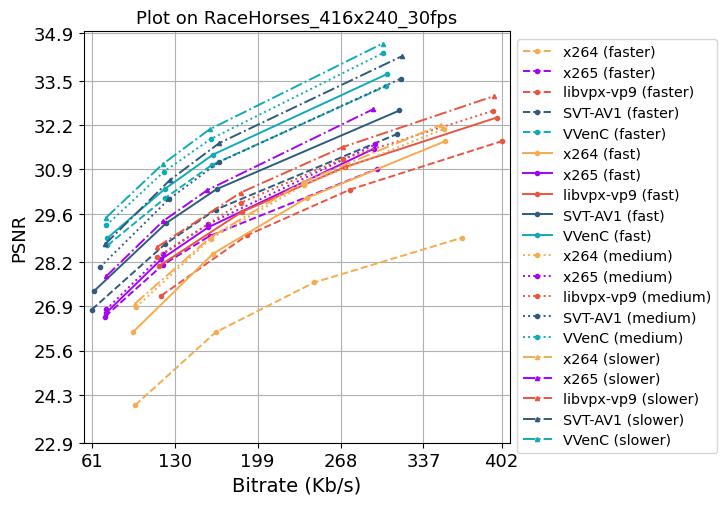 Plot on RaceHorses_416x240_30fps
34.9
33.5
32.2
30.9
29.6
28.2
26.9
25.6
24.3
22.9
PSNR
61 130 199 268 337 402
Bitrate (Kb/s)
x264 (faster)
x265 (faster)
libvpx-vp9 (faster)
SVT-AV1 (faster)
VVenC (faster)
x264 (fast)
x265 (fast)
libvpx-vp9 (fast)
SVT-AV1 (fast)
VVenC (fast)
x264 (medium)
x265 (medium)
libvpx-vp9 (medium)
SVT-AV1 (medium)
VVenC (medium)
x264 (slower)
x265 (slower)
libvpx-vp9 (slower)
SVT-AV1 (slower)
VVenC (slower)